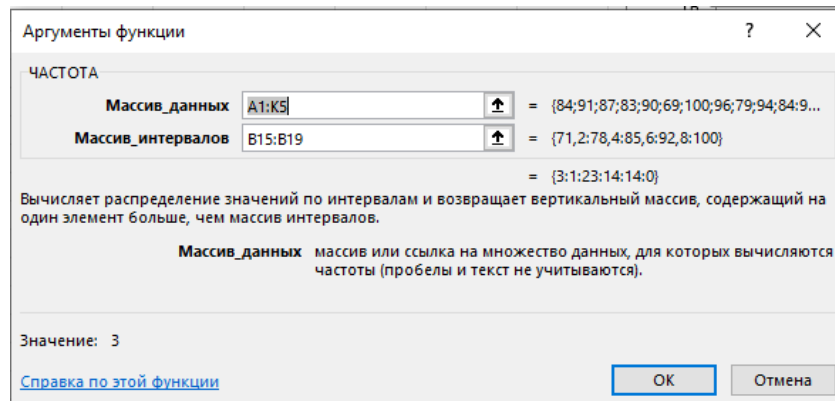 Аргументы функции ? ×
ЧАСТОТА
Массив_данных A1:K5 = {84;91;87;83;90;69;100;96;79;94;84:9...
Массив_интервалов B15:B19 = {71,2:78,4:85,6:92,8:100}
= {3:1:23:14:14:0}
Вычисляет распределение значений по интервалам и возвращает вертикальный массив, содержащий на
один элемент больше, чем массив интервалов.
Массив_данных массив или ссылка на множество данных, для которых вычисляются
частоты (пробелы и текст не учитываются).
Значение: 3
Справка по этой функции ОК Отмена